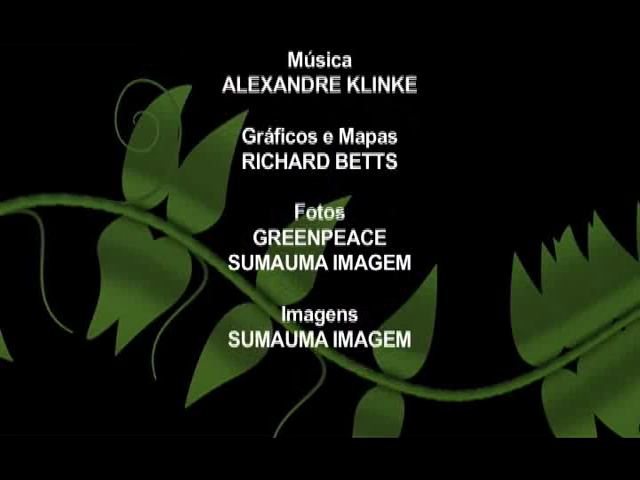 Música
ALEXANDRE KLINKE
Gráficos e Mapas
RICHARD BETTS
Fotos
GREENPEACE
SUMAUMA IMAGEM
Imagens
SUMAUMA IMAGEM